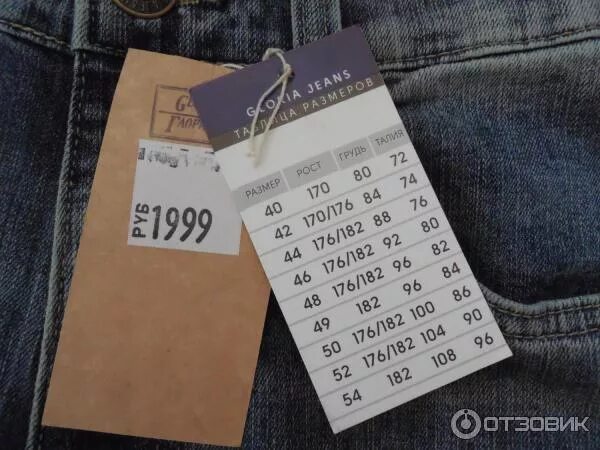 РУБ 1999
GLORIA JEANS
ТАБЛИЦА РАЗМЕРОВ
РАЗМЕР РОСТ ГРУДЬ ТАЛИЯ
40 170 80 72
42 170/176 84 74
44 176/182 88 76
46 176/182 92 80
48 176/182 96 82
49 182 96 84
50 176/182 100 86
52 176/182 104 90
54 182 108 96
ОТЗОВИК